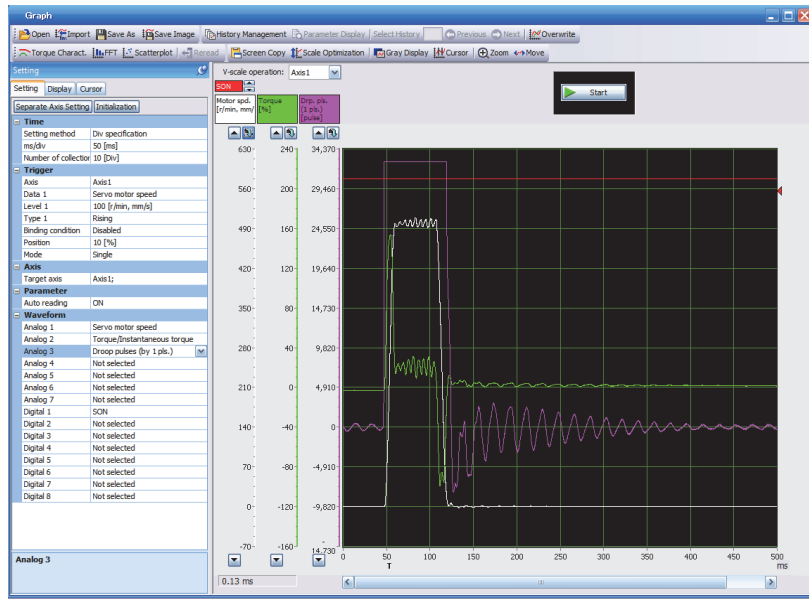 Graph
Open Import Save As Save Image History Management Parameter Display Select History Previous Next Overwrite
Torque Charact. FFT Scatterplot Reread Screen Copy Scale Optimization Gray Display Cursor Zoom Move
Setting
Setting Display Cursor
Separate Axis Setting Initialization
Time
Setting method Div specification
ms/div 50 [ms]
Number of collection 10 [Div]
Trigger
Axis Axis1
Data 1 Servo motor speed
Level 1 100 [r/min, mm/s]
Type 1 Rising
Binding condition Disabled
Position 10 [%]
Mode Single
Axis
Target axis Axis1;
Parameter
Auto reading ON
Waveform
Analog 1 Servo motor speed
Analog 2 Torque/Instantaneous torque
Analog 3 Droop pulses (by 1 pls.)
Analog 4 Not selected
Analog 5 Not selected
Analog 6 Not selected
Analog 7 Not selected
Digital 1 SON
Digital 2 Not selected
Digital 3 Not selected
Digital 4 Not selected
Digital 5 Not selected
Digital 6 Not selected
Digital 7 Not selected
Digital 8 Not selected
Analog 3
V-scale operation: Axis1
SON
Start
Motor spd. Torque Drp. pls.
[r/min, mm/ [%] (1 pls.)
[pulse]
630 240 34,370
560 200 29,460
490 160 24,550
420 120 19,640
350 80 14,730
280 40 9,820
210 0 4,910
140 -40 0
70 -80 -4,910
0 -120 -9,820
-70 -160 -14,730
0 50 100 150 200 250 300 350 400 450 500
T ms
0.13 ms